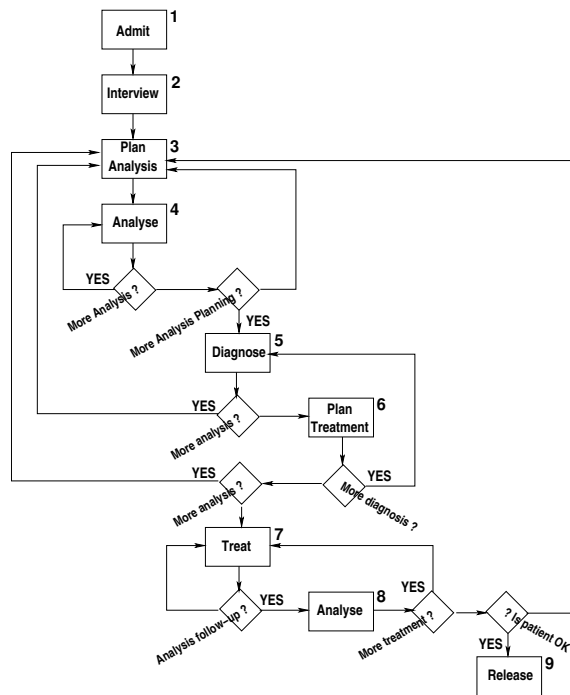 1
Admit
2
Interview
3
Plan
Analysis
4
Analyse
YES
More Analysis ?
More Analysis Planning ?
YES
5
Diagnose
YES
More analysis ?
6
Plan
Treatment
YES
More analysis ?
YES
More diagnosis ?
7
Treat
YES
Analysis follow-up ?
8
Analyse
YES
More treatment ?
? Is patient OK
YES
9
Release